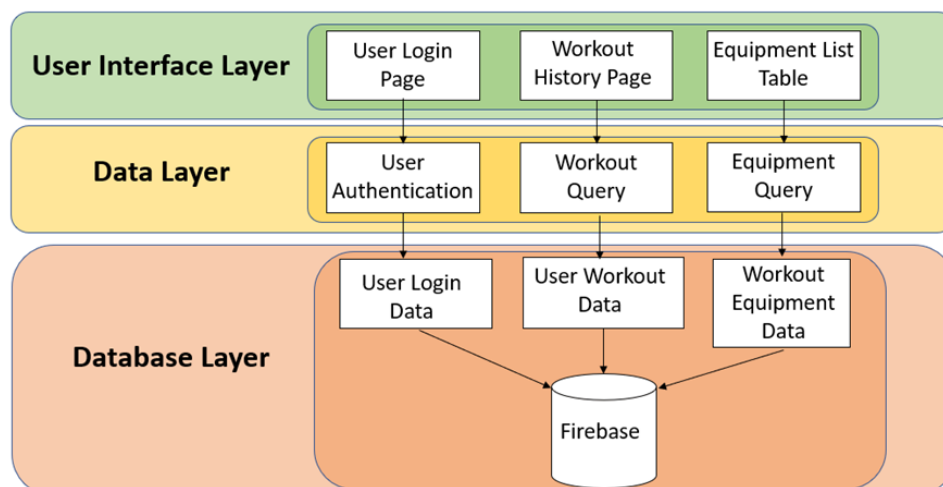 User Interface Layer
User Login
Page
Workout
History Page
Equipment List
Table
Data Layer
User
Authentication
Workout
Query
Equipment
Query
Database Layer
User Login
Data
User Workout
Data
Workout
Equipment
Data
Firebase